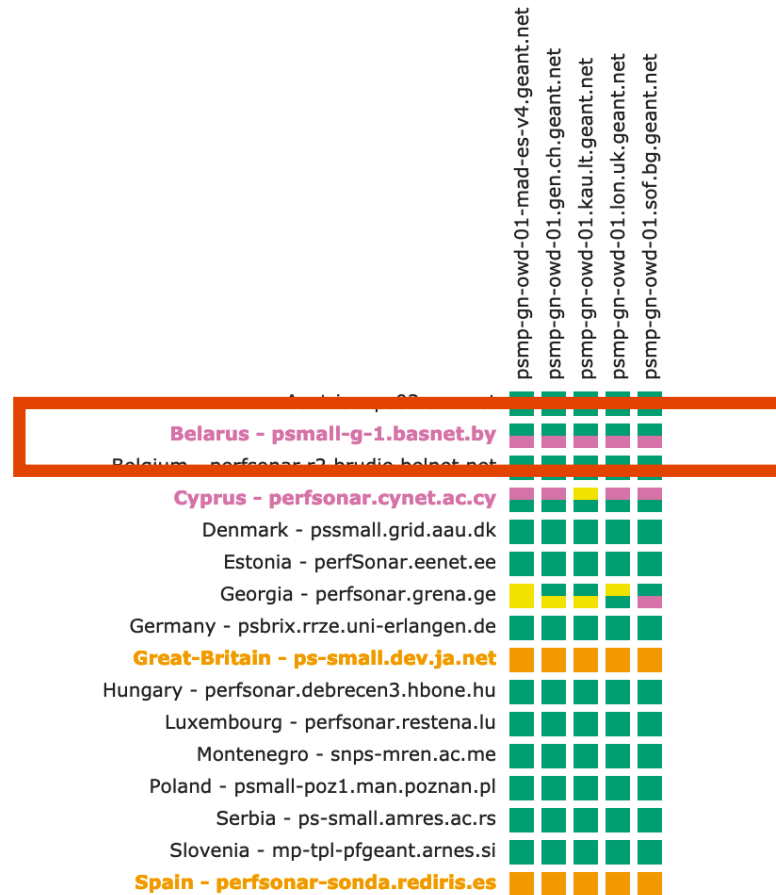 psmp-gn-owd-01-mad-es-v4.geant.net
psmp-gn-owd-01.gen.ch.geant.net
psmp-gn-owd-01.kau.lt.geant.net
psmp-gn-owd-01.lon.uk.geant.net
psmp-gn-owd-01.sof.bg.geant.net
Belarus - psmall-g-1.basnet.by
Belgium - perfsonar-r2.brudie.belnet.net
Cyprus - perfsonar.cynet.ac.cy
Denmark - pssmall.grid.aau.dk
Estonia - perfSonar.eenet.ee
Georgia - perfsonar.grena.ge
Germany - psbrix.rrze.uni-erlangen.de
Great-Britain - ps-small.dev.ja.net
Hungary - perfsonar.debrecen3.hbone.hu
Luxembourg - perfsonar.restena.lu
Montenegro - snps-mren.ac.me
Poland - psmall-poz1.man.poznan.pl
Serbia - ps-small.amres.ac.rs
Slovenia - mp-tpl-pfgeant.arnes.si
Spain - perfsonar-sonda.rediris.es